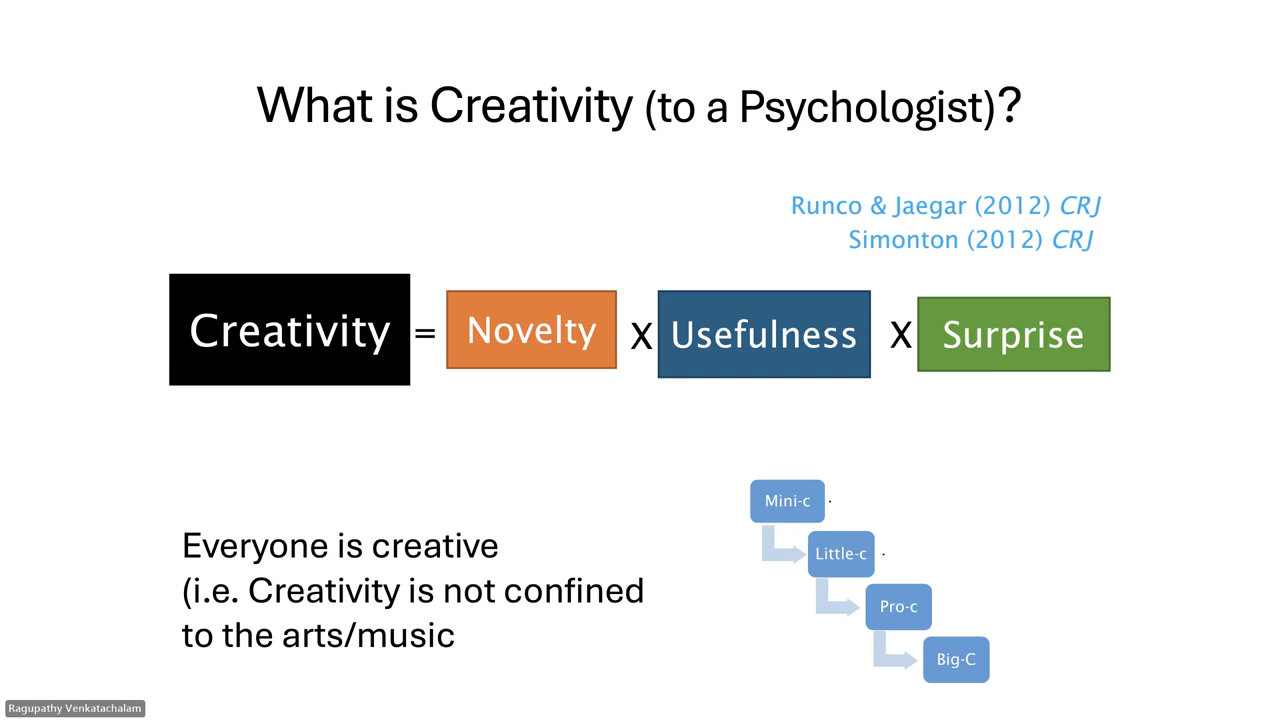 What is Creativity (to a Psychologist)?
Runco & Jaegar (2012) CRJ
Simonton (2012) CRJ
Creativity = Novelty X Usefulness X Surprise
Everyone is creative
(i.e. Creativity is not confined
to the arts/music
Mini-c
Little-c
Pro-c
Big-C
Ragupathy Venkatachalam